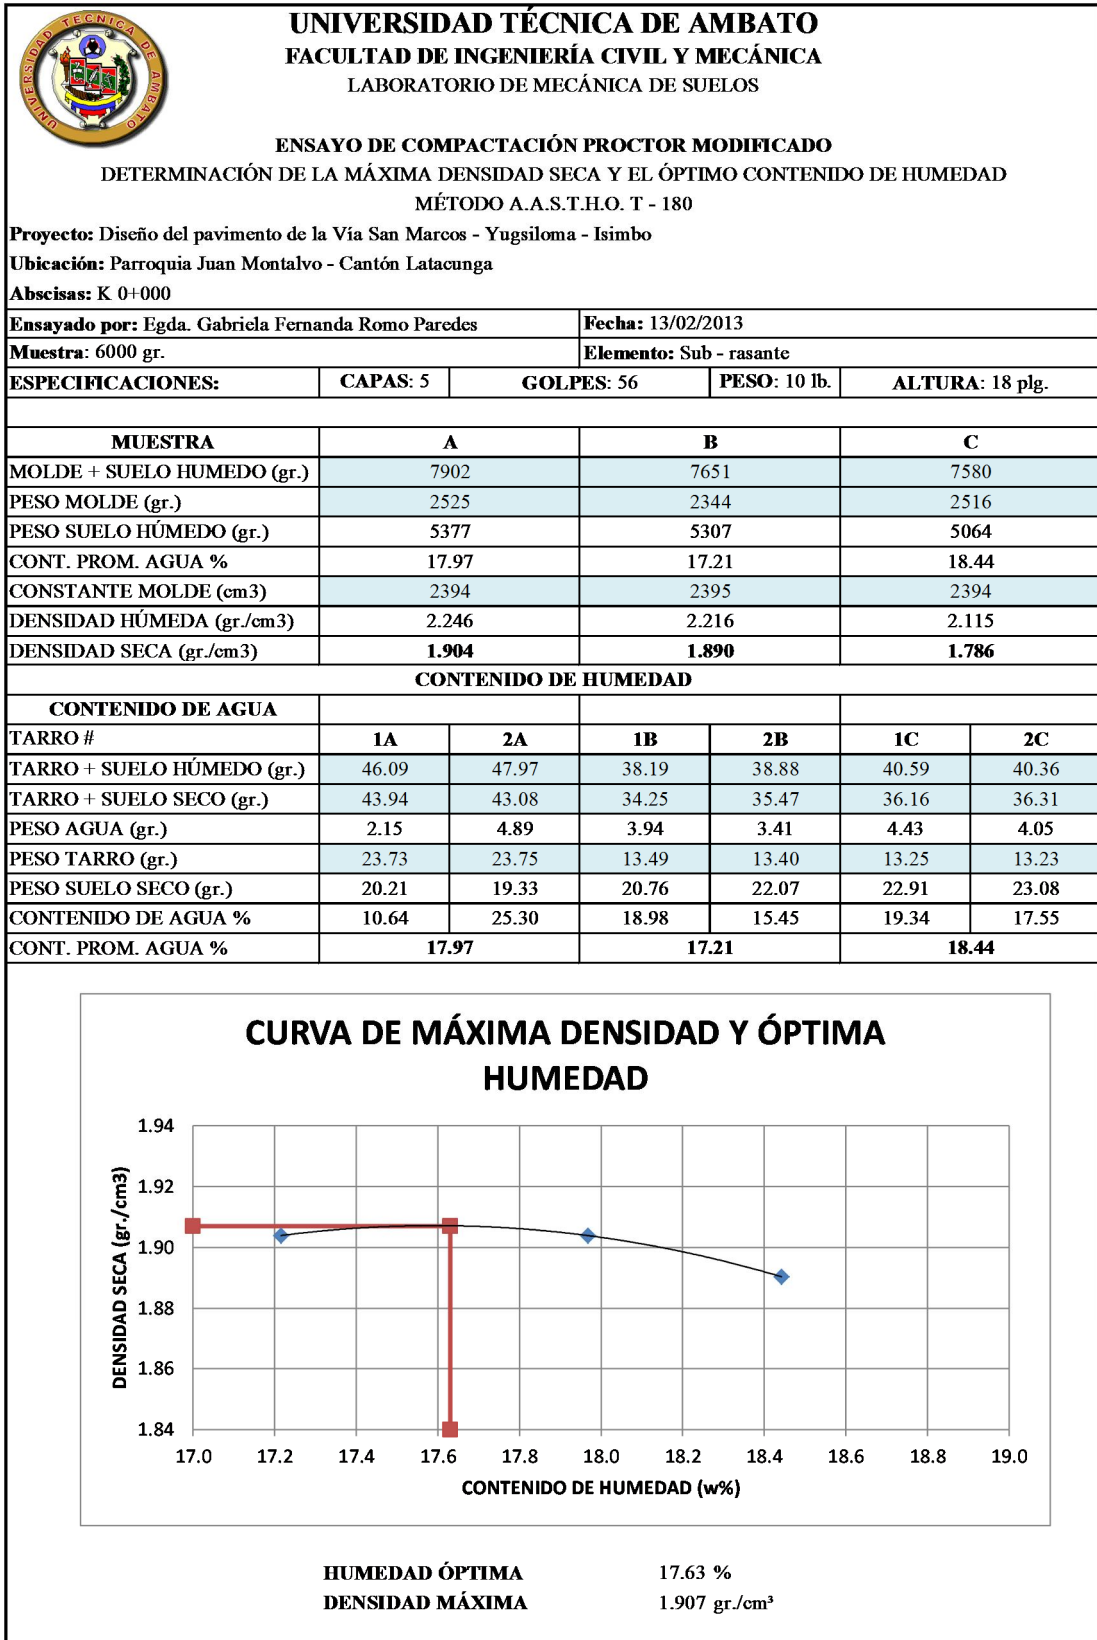 UNIVERSIDAD TÉCNICA DE AMBATO
UNIVERSIDAD TÉCNICA DE AMBATO
FACULTAD DE INGENIERÍA CIVIL Y MECÁNICA
LABORATORIO DE MECÁNICA DE SUELOS
ENSAYO DE COMPACTACIÓN PROCTOR MODIFICADO
DETERMINACIÓN DE LA MÁXIMA DENSIDAD SECA Y EL ÓPTIMO CONTENIDO DE HUMEDAD
MÉTODO A.A.S.T.H.O. T - 180
Proyecto: Diseño del pavimento de la Vía San Marcos - Yugsiloma - Isimbo
Ubicación: Parroquia Juan Montalvo - Cantón Latacunga
Abscisas: K 0+000
Ensayado por: Egda. Gabriela Fernanda Romo Paredes Fecha: 13/02/2013
Muestra: 6000 gr. Elemento: Sub - rasante
ESPECIFICACIONES: CAPAS: 5 GOLPES: 56 PESO: 10 lb. ALTURA: 18 plg.
MUESTRA A B C
MOLDE + SUELO HUMEDO (gr.) 7902 7651 7580
PESO MOLDE (gr.) 2525 2344 2516
PESO SUELO HÚMEDO (gr.) 5377 5307 5064
CONT. PROM. AGUA % 17.97 17.21 18.44
CONSTANTE MOLDE (cm3) 2394 2395 2394
DENSIDAD HÚMEDA (gr./cm3) 2.246 2.216 2.115
DENSIDAD SECA (gr./cm3) 1.904 1.890 1.786
CONTENIDO DE HUMEDAD
CONTENIDO DE AGUA
TARRO # 1A 2A 1B 2B 1C 2C
TARRO + SUELO HÚMEDO (gr.) 46.09 47.97 38.19 38.88 40.59 40.36
TARRO + SUELO SECO (gr.) 43.94 43.08 34.25 35.47 36.16 36.31
PESO AGUA (gr.) 2.15 4.89 3.94 3.41 4.43 4.05
PESO TARRO (gr.) 23.73 23.75 13.49 13.40 13.25 13.23
PESO SUELO SECO (gr.) 20.21 19.33 20.76 22.07 22.91 23.08
CONTENIDO DE AGUA % 10.64 25.30 18.98 15.45 19.34 17.55
CONT. PROM. AGUA % 17.97 17.21 18.44
CURVA DE MÁXIMA DENSIDAD Y ÓPTIMA
HUMEDAD
DENSIDAD SECA (gr./cm3)
1.94
1.92
1.90
1.88
1.86
1.84
17.0 17.2 17.4 17.6 17.8 18.0 18.2 18.4 18.6 18.8 19.0
CONTENIDO DE HUMEDAD (w%)
HUMEDAD ÓPTIMA 17.63 %
DENSIDAD MÁXIMA 1.907 gr./cm³